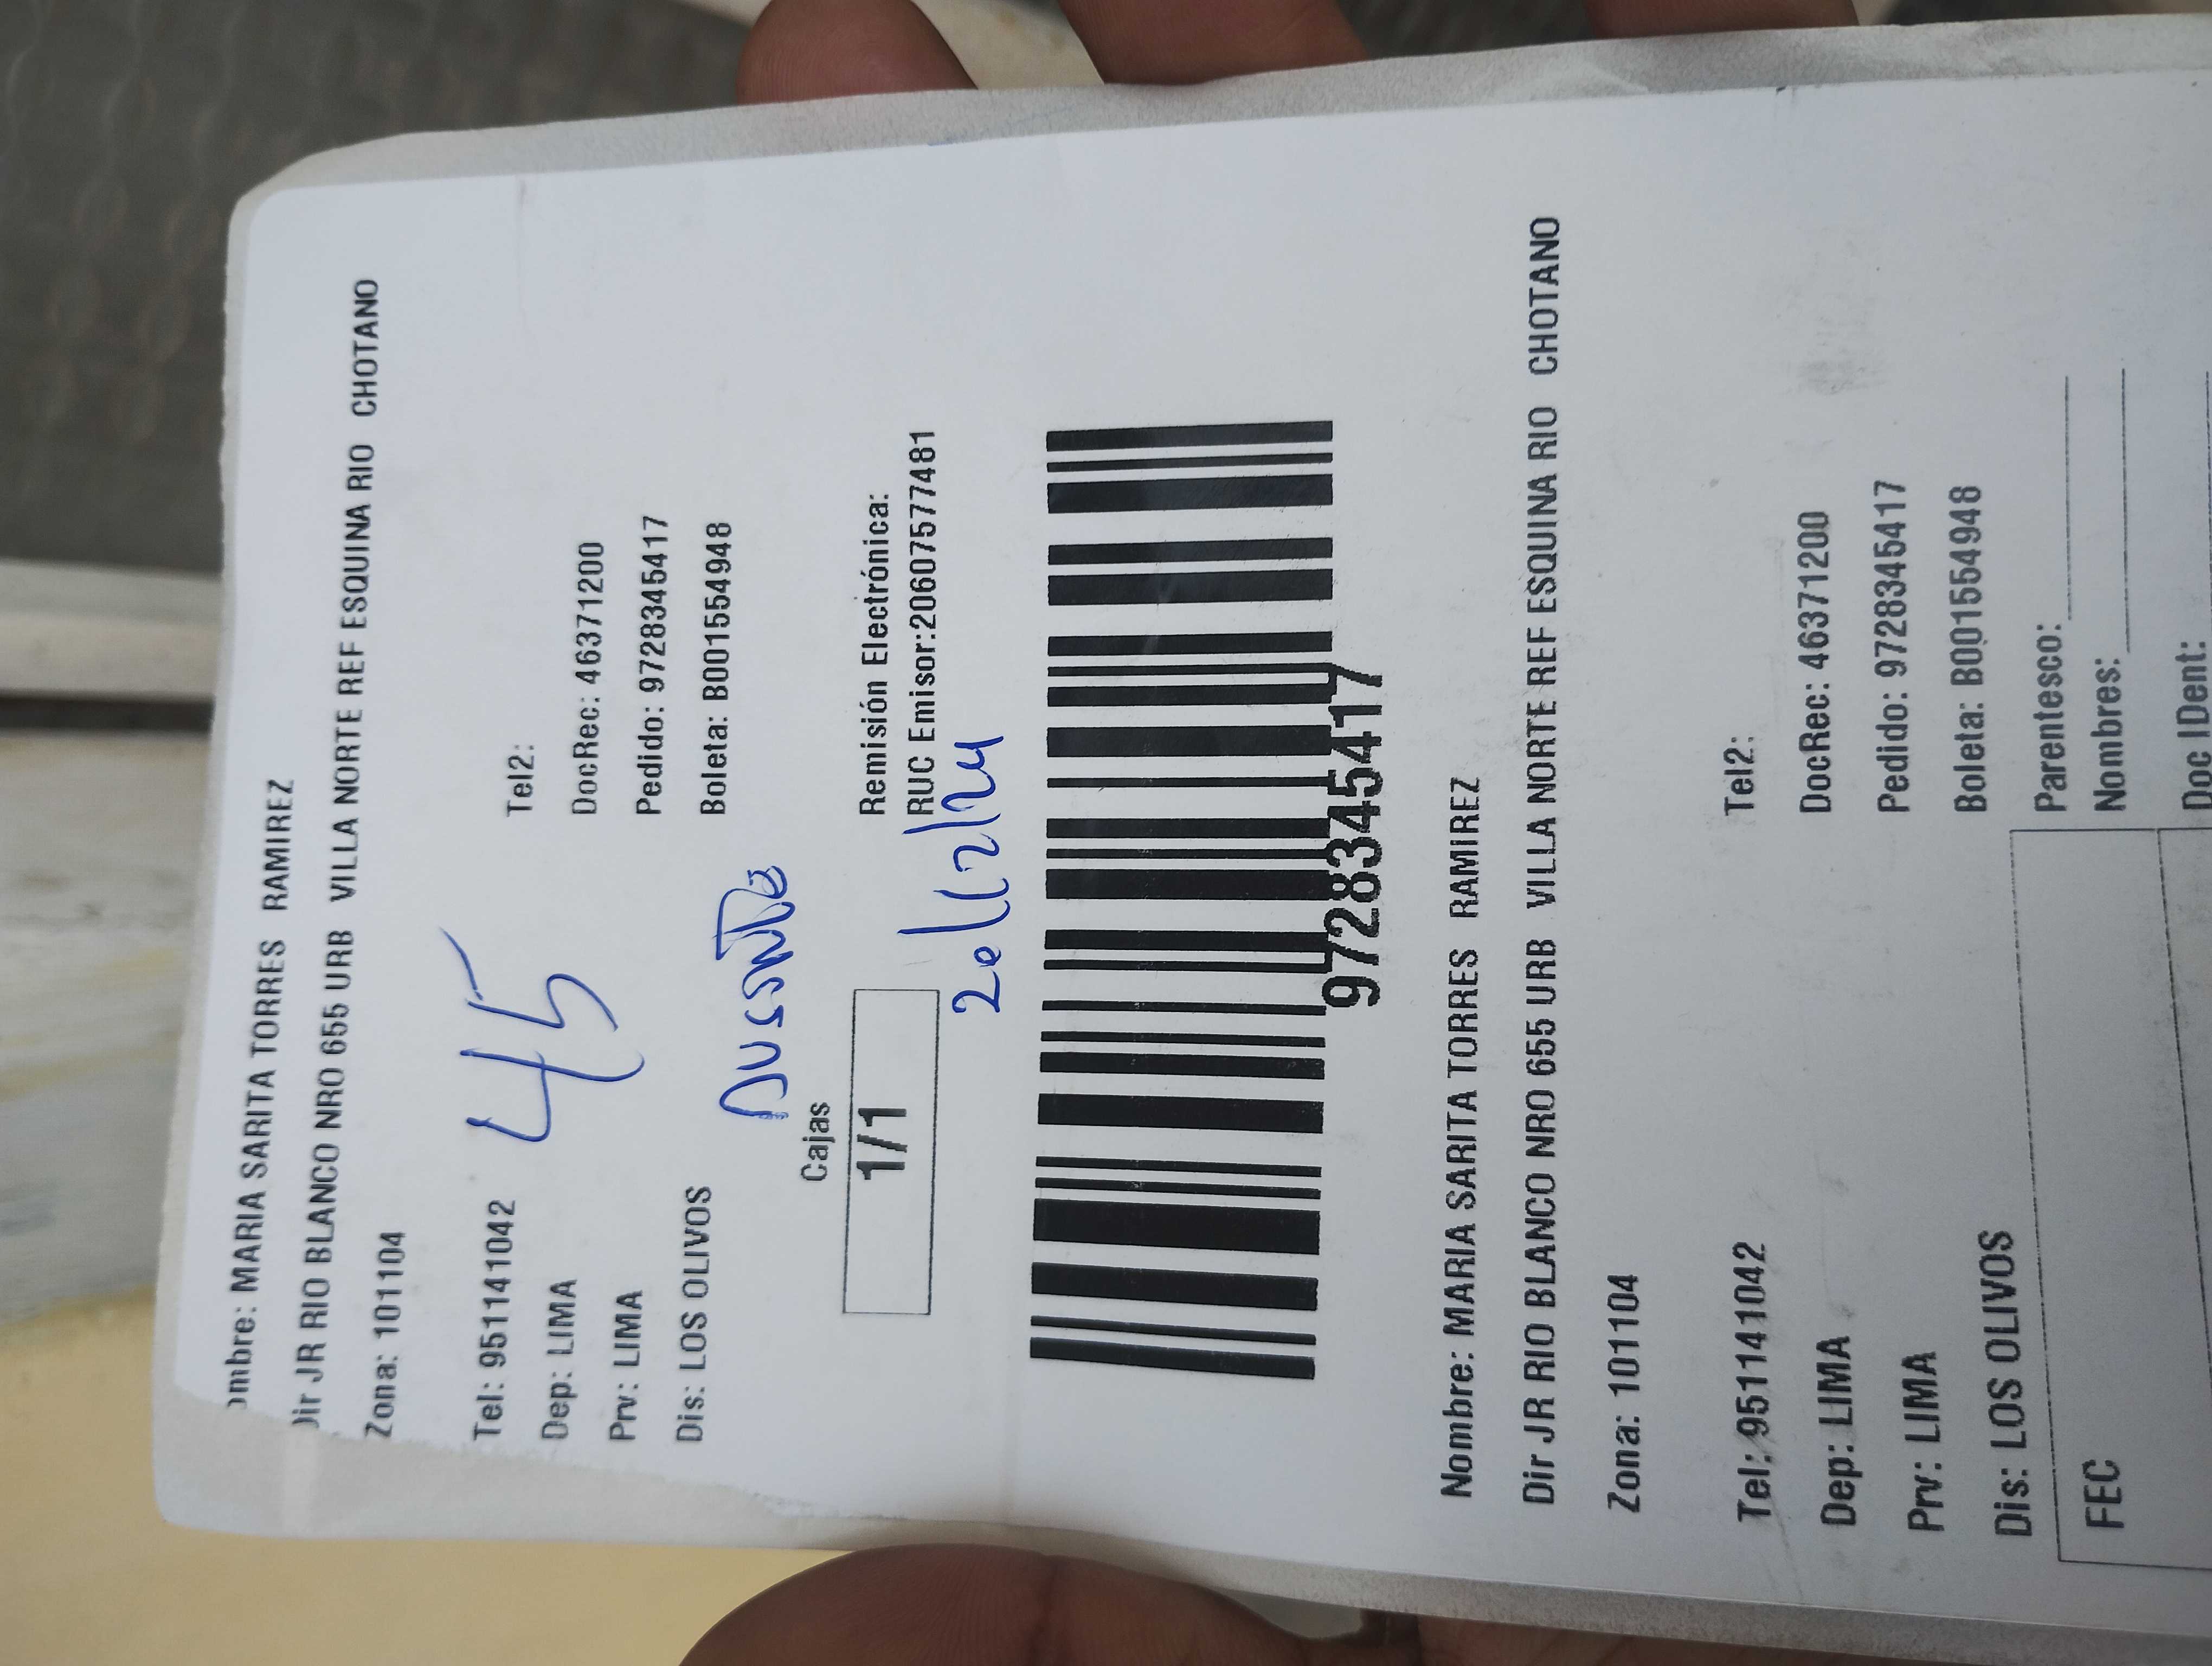 ombre: MARIA SARITA TORRES RAMIREZ
Dir JR RIO BLANCO NRO 655 URB VILLA NORTE REF ESQUINA RIO CHOTANO
Zona: 101104
Tel: 951141042 Tel2:
45
Dep: LIMA DocRec: 46371200
Prv: LIMA Pedido: 9728345417
Dis: LOS OLIVOS Boleta: B001554948
Ausente
Cajas
1/1
Remisión Electrónica:
RUC Emisor:20607577481
20/12/24
9728345417
Nombre: MARIA SARITA TORRES RAMIREZ
Dir JR RIO BLANCO NRO 655 URB VILLA NORTE REF ESQUINA RIO CHOTANO
Zona: 101104
Tel: 951141042 Tel2:
Dep: LIMA DocRec: 46371200
Prv: LIMA Pedido: 9728345417
Dis: LOS OLIVOS Boleta: B001554948
FEC
Parentesco:
Nombres:
Doc IDent: